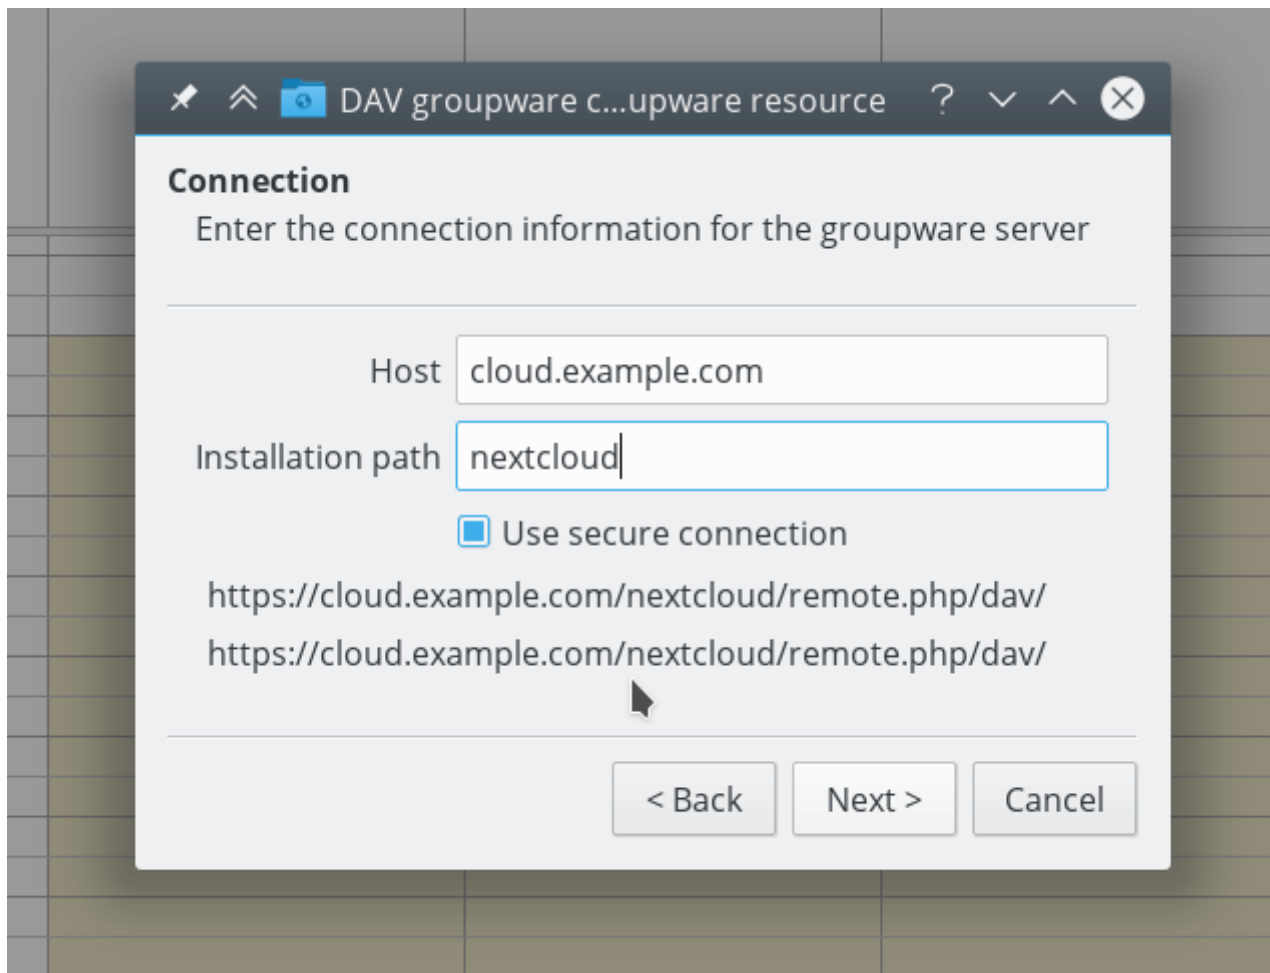 DAV groupware c...upware resource
Connection
Enter the connection information for the groupware server
Host cloud.example.com
Installation path nextcloud
Use secure connection
https://cloud.example.com/nextcloud/remote.php/dav/
https://cloud.example.com/nextcloud/remote.php/dav/
< Back Next > Cancel